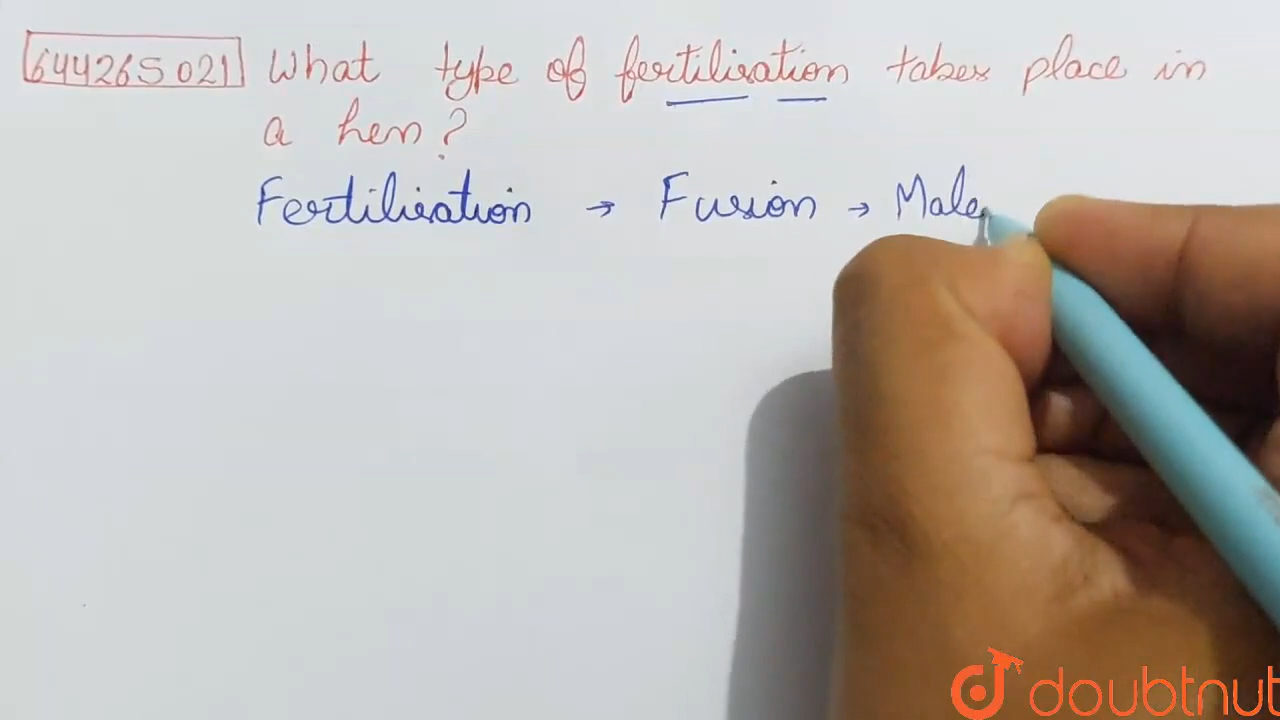 644265021 What type of fertilisation takes place in
a hen?
Fertilisation → Fusion → Male
doubtnut